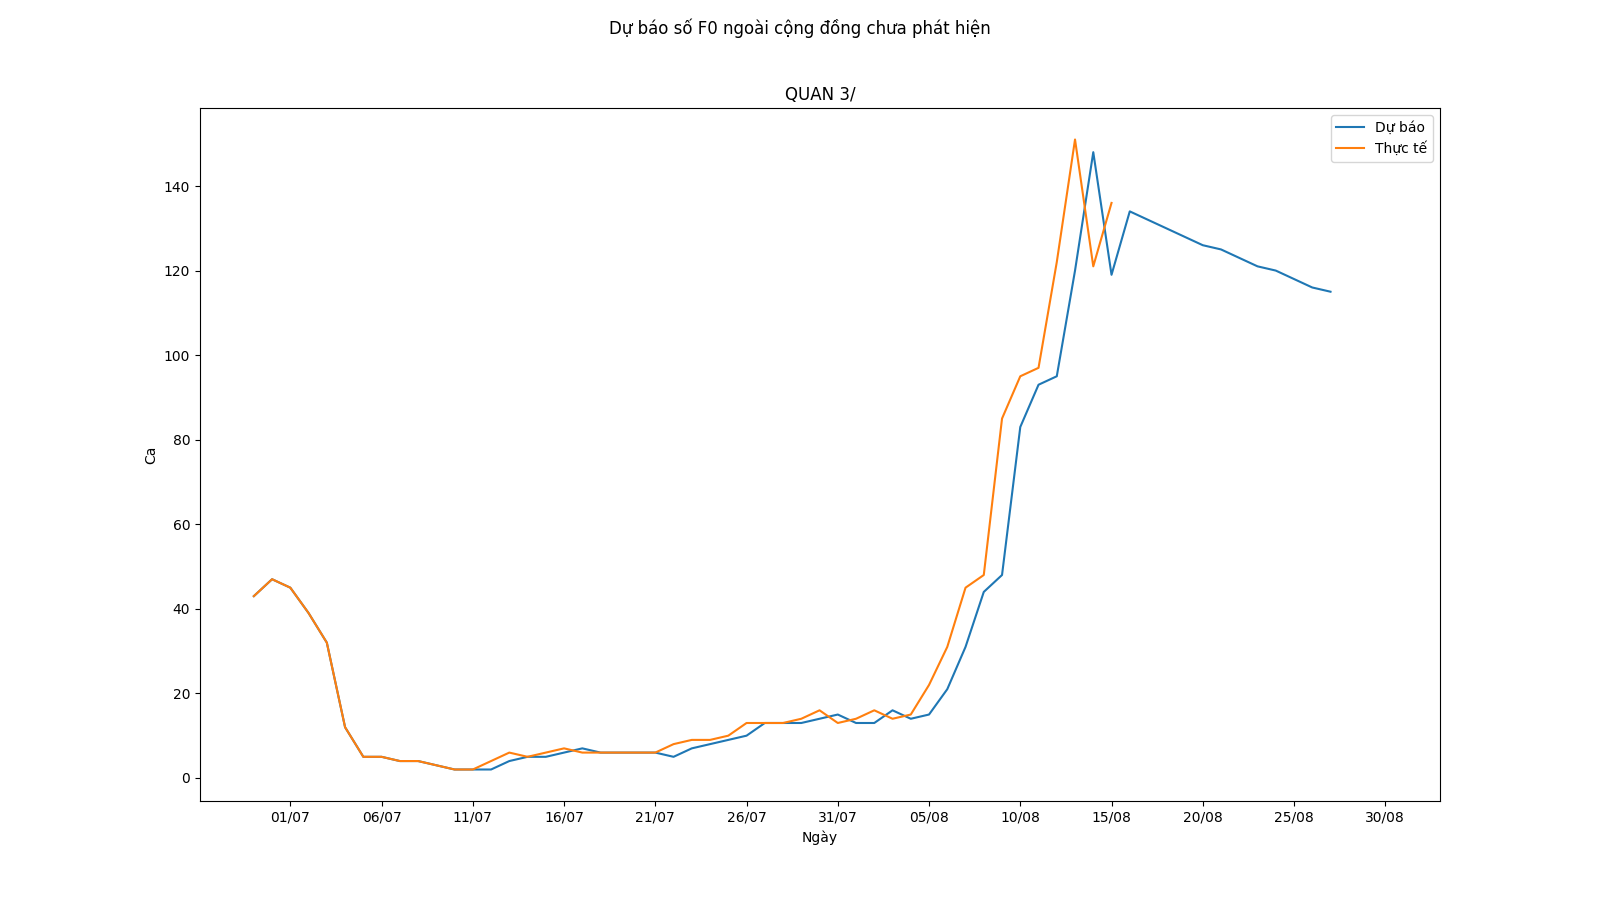 Dự báo số F0 ngoài cộng đồng chưa phát hiện
QUAN 3/
Dự báo
Thực tế
140
120
100
80
60
40
20
0
Ca
01/07 06/07 11/07 16/07 21/07 26/07 31/07 05/08 10/08 15/08 20/08 25/08 30/08
Ngày